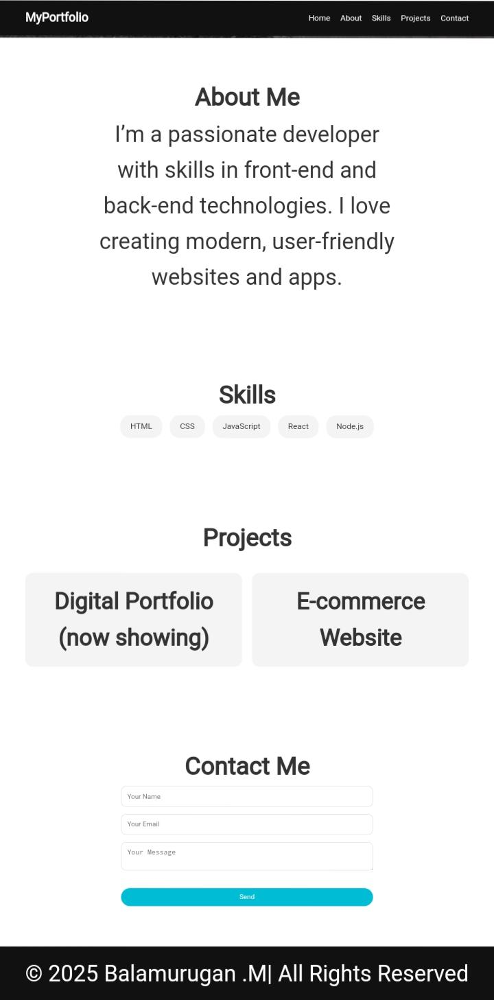 MyPortfolio Home About Skills Projects Contact
About Me
I’m a passionate developer
with skills in front-end and
back-end technologies. I love
creating modern, user-friendly
websites and apps.
Skills
HTML CSS JavaScript React Node.js
Projects
Digital Portfolio
(now showing)
E-commerce
Website
Contact Me
Your Name
Your Email
Your Message
Send
© 2025 Balamurugan .M| All Rights Reserved